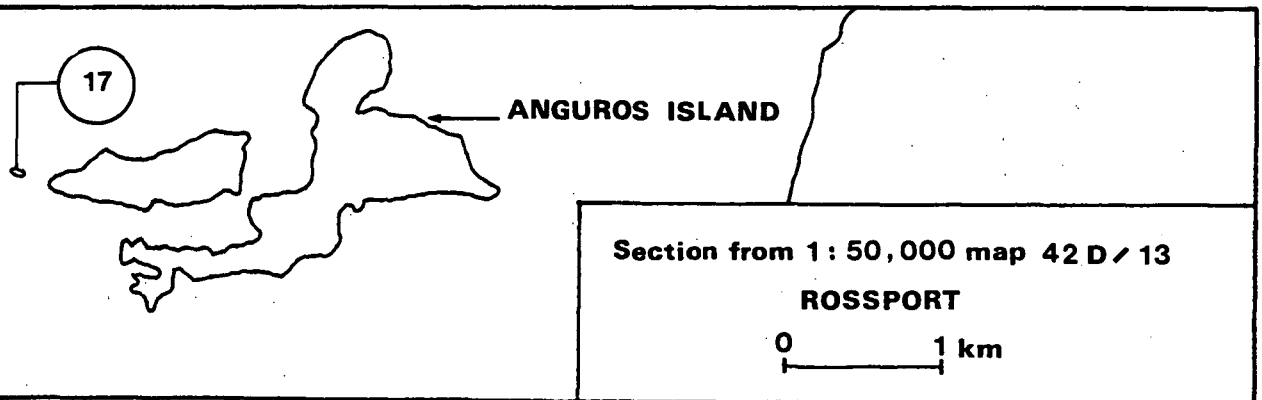 17
ANGUROS ISLAND
Section from 1:50,000 map 42 D/13
ROSSPORT
0 1 km